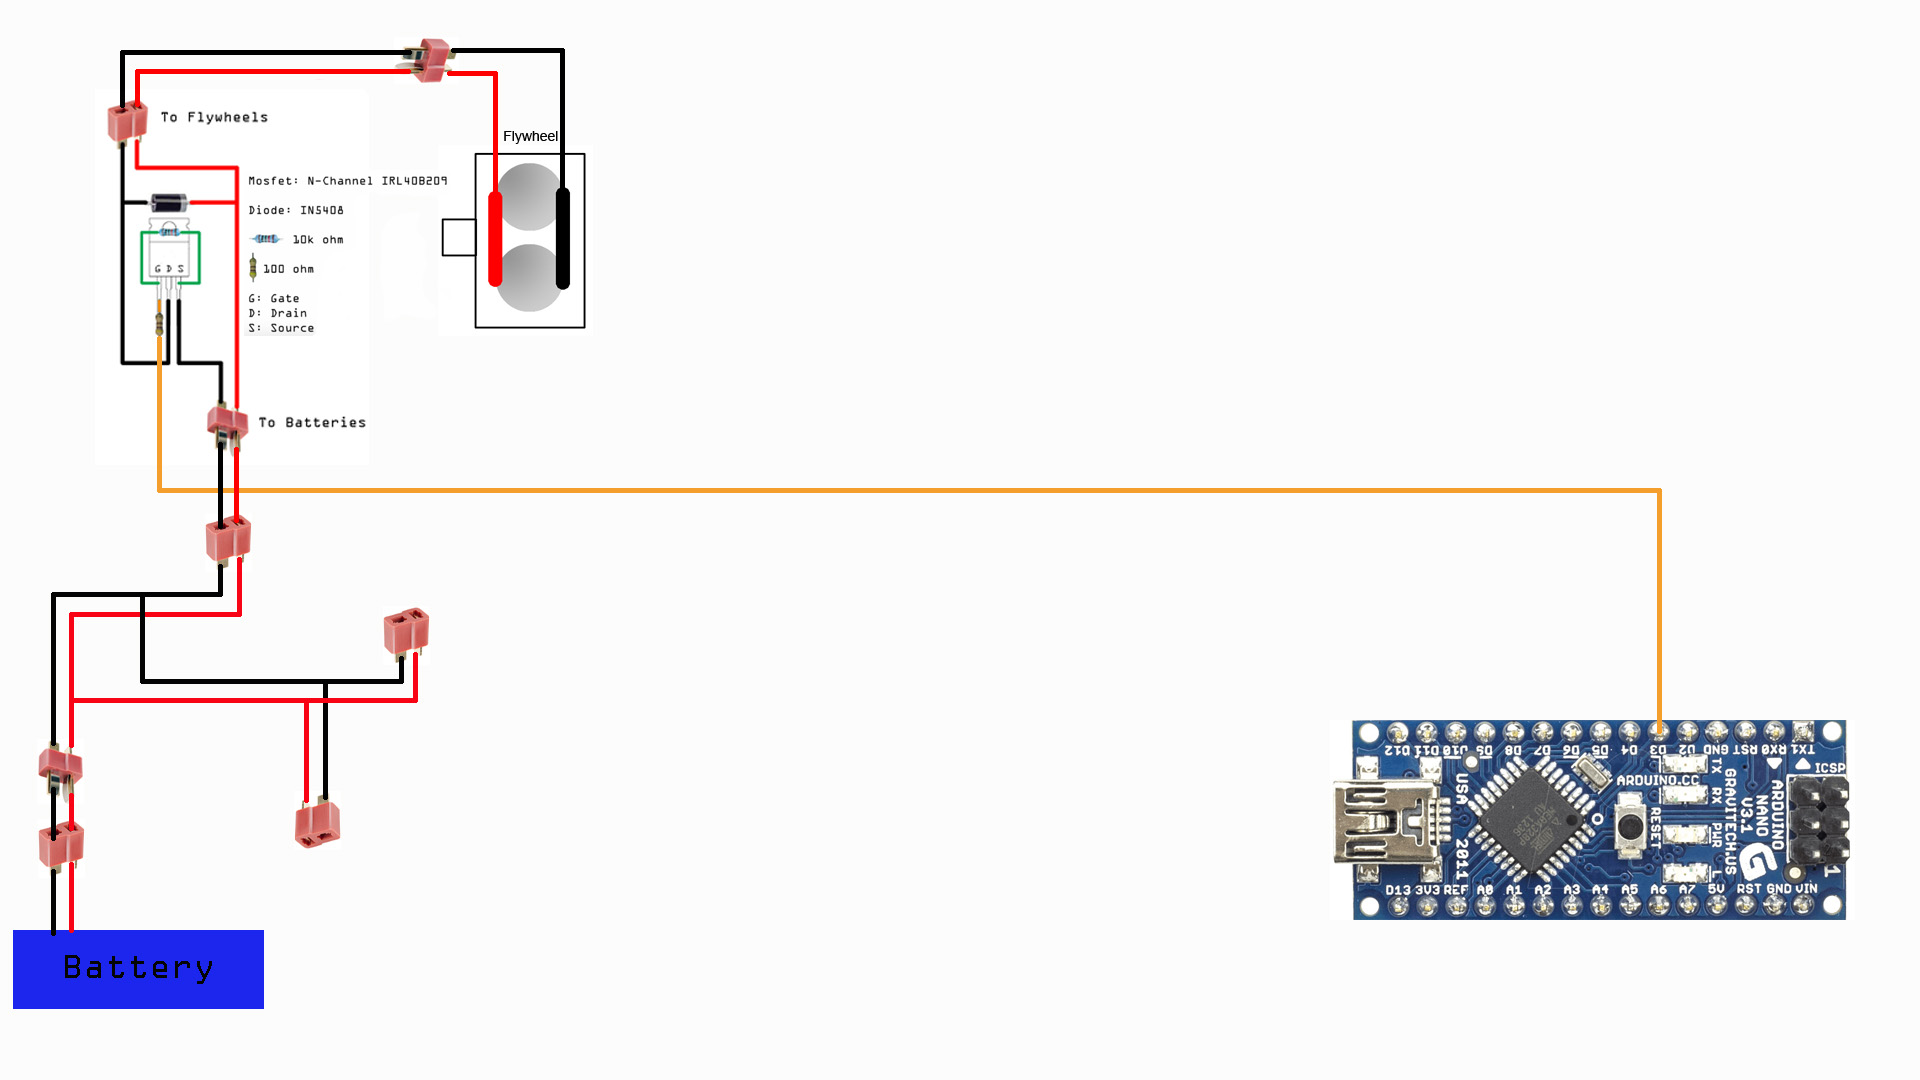 To Flywheels
Flywheel
Mosfet: N-Channel IRL40B209
Diode: IN5408
10k ohm
100 ohm
G D S
G: Gate
D: Drain
S: Source
To Batteries
Battery
D12 D11 D10 D9 D8 D7 D6 D5 D4 D3 D2 GND RST RX0 TX1
TX
RX
PWR
L
ICSP
1
ARDUINO.CC
USA
2011
RESET
GRAVITECH.US
ARDUINO
NANO
V3.1
G
D13 3V3 REF A0 A1 A2 A3 A4 A5 A6 A7 5V RST GND VIN